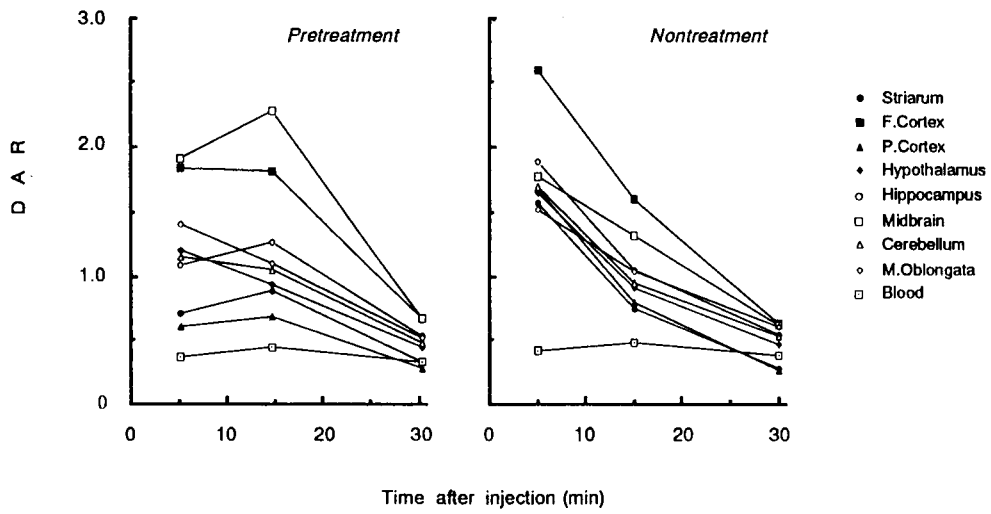 Pretreatment
Nontreatment
3.0
2.0
1.0
0
D A R
0 10 20 30
0 10 20 30
Time after injection (min)
Striarum
F.Cortex
P.Cortex
Hypothalamus
Hippocampus
Midbrain
Cerebellum
M.Oblongata
Blood